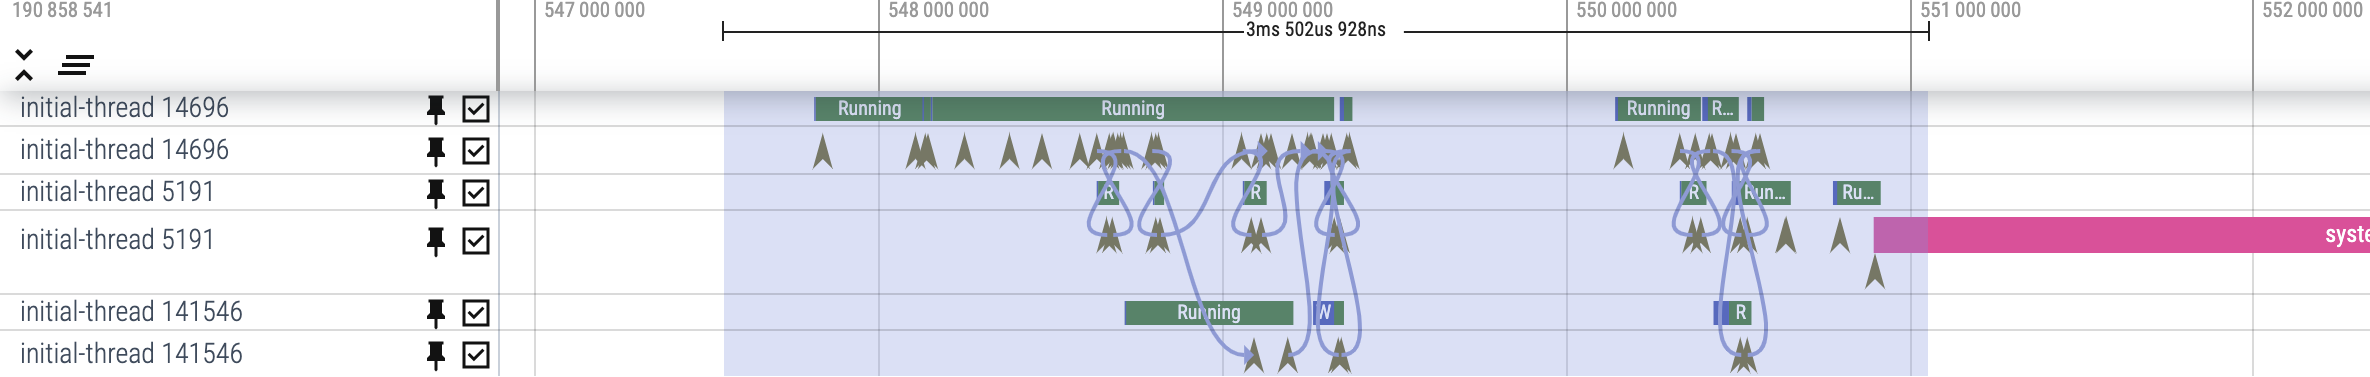 190 858 541
547 000 000 548 000 000 549 000 000 550 000 000 551 000 000 552 000 000
3ms 502us 928ns
initial-thread 14696 Running Running Running R...
initial-thread 14696
initial-thread 5191 R R R Run... Ru...
initial-thread 5191 syste
initial-thread 141546 Running W R
initial-thread 141546